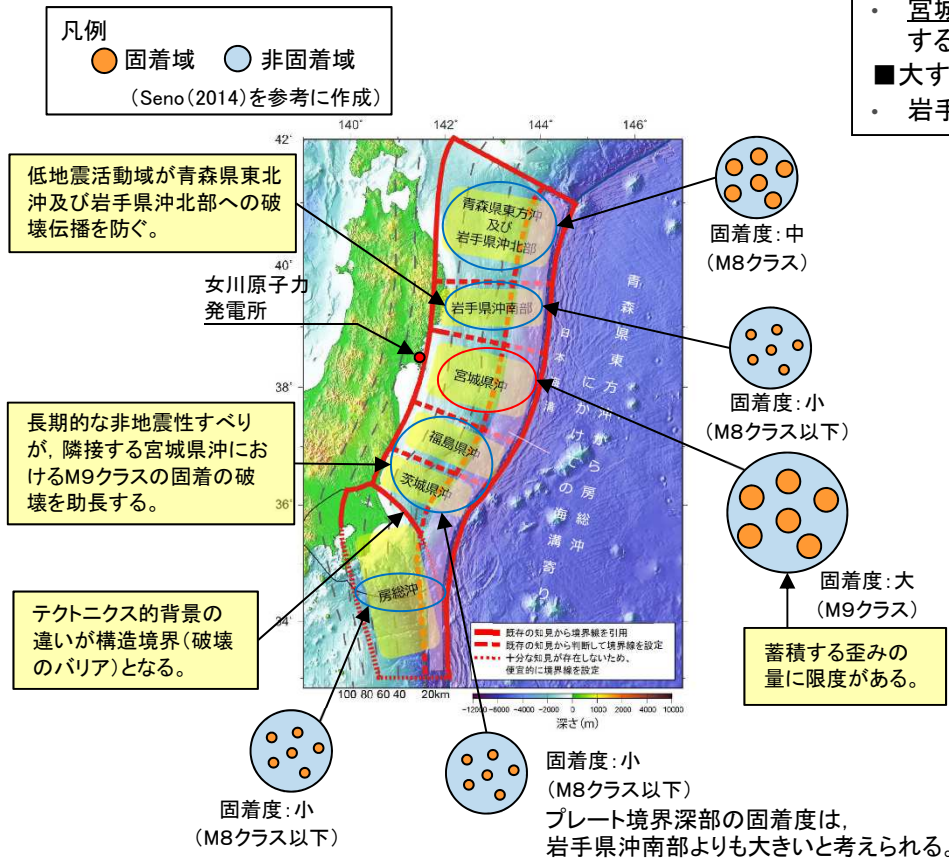 凡例
固着域 非固着域
(Seno(2014)を参考に作成)
・ 宮城
する
■大す
・ 岩手
140° 142° 144° 146°
42°
40°
38°
36°
34°
低地震活動域が青森県東北
沖及び岩手県沖北部への破
壊伝播を防ぐ。
青森県東方沖
及び
岩手県沖北部
固着度:中
(M8クラス)
女川原子力
発電所
岩手県沖南部
日本海溝
青森県東方沖から房総沖
にかけての海溝寄り
固着度:小
(M8クラス以下)
宮城県沖
長期的な非地震性すべり
が,隣接する宮城県沖にお
けるM9クラスの固着の破
壊を助長する。
福島県沖
茨城県沖
固着度:大
(M9クラス)
テクトニクス的背景の
違いが構造境界(破壊
のバリア)となる。
房総沖
蓄積する歪みの
量に限度がある。
既存の知見から境界線を引用
既存の知見から判断して境界線を設定
十分な知見が存在しないため、
便宜的に境界線を設定
100 80 60 40 20km
-12000 -6000 -4000 -2000 0 1000 2000 4000 10000
深さ(m)
固着度:小
(M8クラス以下)
固着度:小
(M8クラス以下)
プレート境界深部の固着度は,
岩手県沖南部よりも大きいと考えられる。